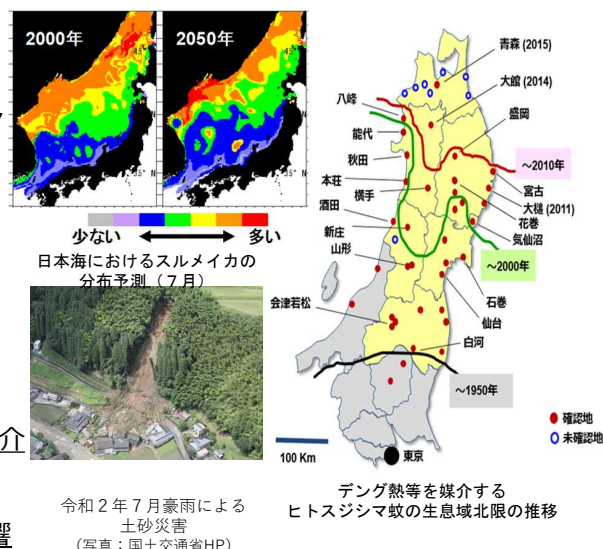 2000年
2050年
45°
45°
35° N
35° N
少ない
多い
日本海におけるスルメイカの
分布予測（７月）
介
令和２年７月豪雨による
土砂災害
（写真：国土交通省HP）
青森 (2015)
大館 (2014)
八峰
盛岡
能代
～2010年
秋田
宮古
本荘
横手
大槌 (2011)
花巻
酒田
気仙沼
新庄
山形
～2000年
石巻
会津若松
仙台
白河
～1950年
確認地
未確認地
100 Km
東京
デング熱等を媒介する
ヒトスジシマ蚊の生息域北限の推移